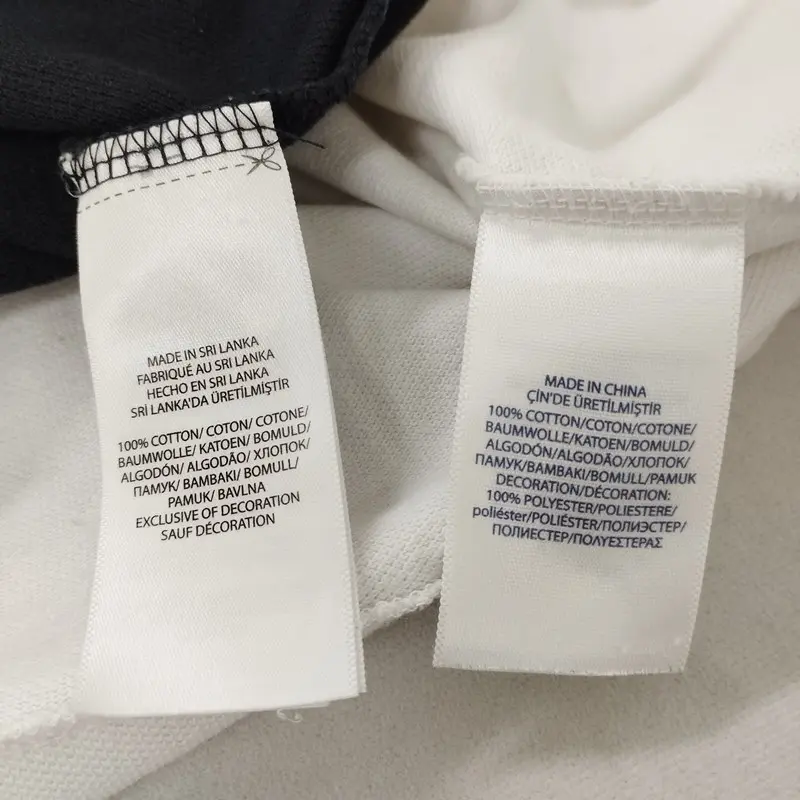 MADE IN SRI LANKA
FABRIQUÉ AU SRI LANKA
HECHO EN SRI LANKA
SRİ LANKA'DA ÜRETİLMİŞTİR
100% COTTON/ COTON/ COTONE/
BAUMWOLLE/ KATOEN/ BOMULD/
ALGODÓN/ ALGODÃO/ ХЛОПОК/
ПАМУК/ BAMBAKI/ BOMULL/
PAMUK/ BAVLNA
EXCLUSIVE OF DECORATION
SAUF DÉCORATION
MADE IN CHINA
ÇİN'DE ÜRETİLMİŞTİR
100% COTTON/COTON/COTONE/
BAUMWOLLE/KATOEN/BOMULD/
ALGODÓN/ALGODÃO/ХЛОПОК/
ПАМУК/BAMBAKI/BOMULL/PAMUK
DECORATION/DÉCORATION:
100% POLYESTER/POLIESTERE/
poliéster/POLIÉSTER/ПОЛИЭСТЕР/
ПОЛИЕСТЕР/ΠΟΛΥΕΣΤΕΡΑΣ